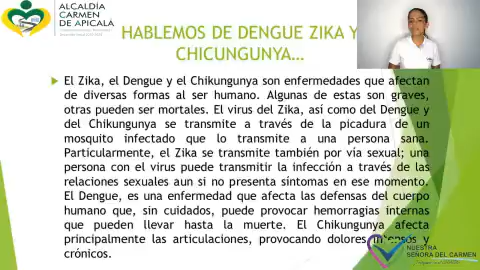 ALCALDÍA
CARMEN
DE APICALÁ
HABLEMOS DE DENGUE ZIKA Y
CHICUNGUNYA…
El Zika, el Dengue y el Chikungunya son enfermedades que afectan
de diversas formas al ser humano. Algunas de estas son graves,
otras pueden ser mortales. El virus del Zika, así como del Dengue y
del Chikungunya se transmite a través de la picadura de un
mosquito infectado que lo transmite a una persona sana.
Particularmente, el Zika se transmite también por vía sexual; una
persona con el virus puede transmitir la infección a través de las
relaciones sexuales aun si no presenta síntomas en ese momento.
El Dengue, es una enfermedad que afecta las defensas del cuerpo
humano que, sin cuidados, puede provocar hemorragias internas
que pueden llevar hasta la muerte. El Chikungunya afecta
principalmente las articulaciones, provocando dolores intensos y
crónicos.
NUESTRA
SEÑORA DEL CARMEN